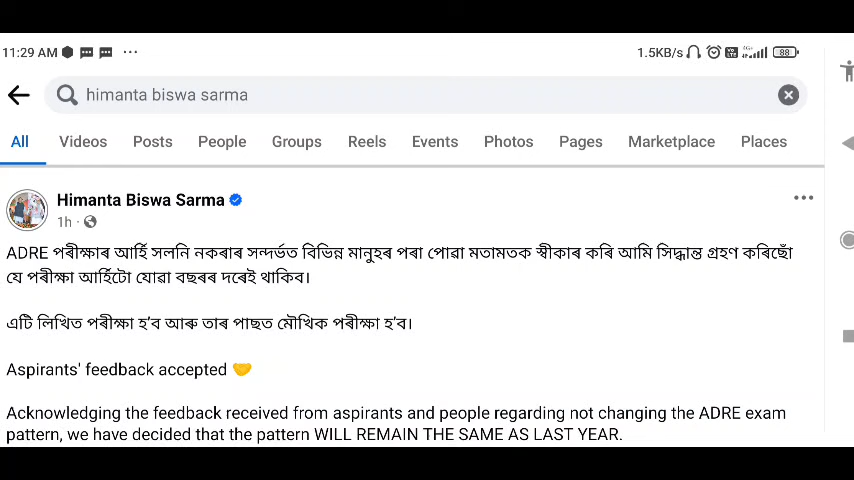 11:29 AM
1.5KB/s
4G+
88
himanta biswa sarma
All Videos Posts People Groups Reels Events Photos Pages Marketplace Places
Himanta Biswa Sarma
1h ·
ADRE পৰীক্ষাৰ আৰ্হি সলনি নকৰাৰ সন্দৰ্ভত বিভিন্ন মানুহৰ পৰা পোৱা মতামতক স্বীকাৰ কৰি আমি সিদ্ধান্ত গ্ৰহণ কৰিছোঁ
যে পৰীক্ষা আৰ্হিটো যোৱা বছৰৰ দৰেই থাকিব।
এটি লিখিত পৰীক্ষা হ’ব আৰু তাৰ পাছত মৌখিক পৰীক্ষা হ’ব।
Aspirants' feedback accepted 🤝
Acknowledging the feedback received from aspirants and people regarding not changing the ADRE exam
pattern, we have decided that the pattern WILL REMAIN THE SAME AS LAST YEAR.